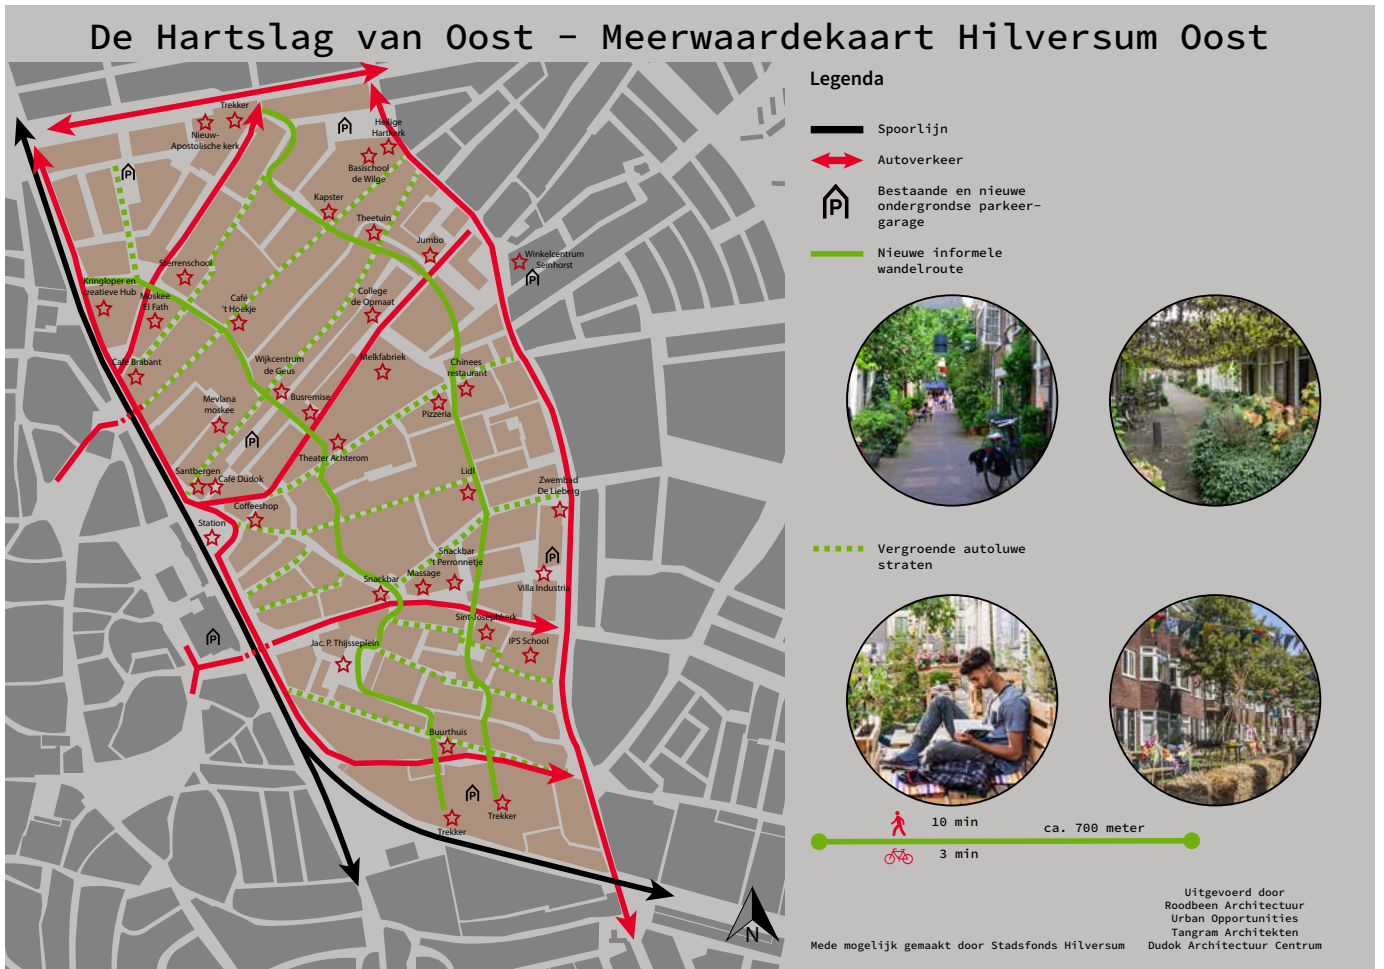 De Hartslag van Oost – Meerwaardekaart Hilversum Oost
Legenda
Spoorlijn
Autoverkeer
P
Bestaande en nieuwe
ondergrondse parkeer-
garage
Nieuwe informele
wandelroute
Vergroende autoluwe
straten
10 min
ca. 700 meter
3 min
Uitgevoerd door
Roodbeen Architectuur
Urban Opportunities
Tangram Architekten
Dudok Architectuur Centrum
Mede mogelijk gemaakt door Stadsfonds Hilversum
N
Trekker
Nieuw-
Apostolische kerk
P
Heilige
Hartkerk
Basischool
de Wilge
P
Kapster
Theetuin
Jumbo
Winkelcentrum
Seinhorst
P
Sterrenschool
Kringloper en
creatieve Hub
Moskee
El Fath
Café
't Hoekje
College
de Opmaat
Café Brabant
Wijkcentrum
de Geus
Melkfabriek
Chinees
restaurant
Mevlana
moskee
Busremise
Pizzeria
P
Theater Achterom
Santbergen
Café Dudok
Lidl
Zwembad
De Lieberg
Coffeeshop
Station
Snackbar
't Perronnetje
P
Snackbar
Massage
Villa Industria
Sint-Josephkerk
P
Jac. P. Thijsseplein
IPS School
Buurthuis
P
Trekker
Trekker